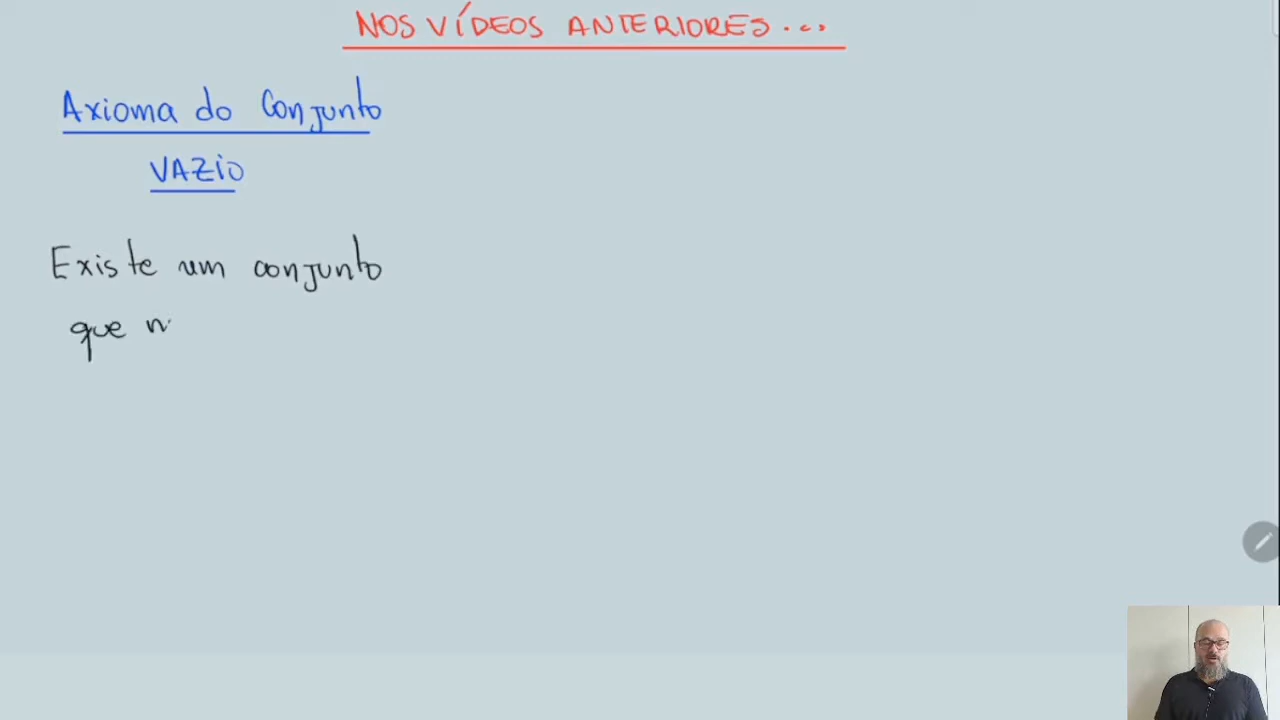 NOS VÍDEOS ANTERIORES...
Axioma do Conjunto
VAZIO
Existe um conjunto
que n